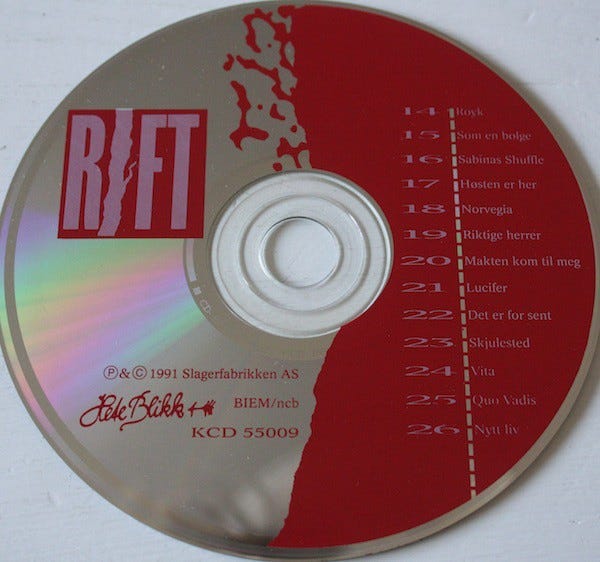 RIFT
14 Røyk
15 Som en bølge
16 Sabinas Shuffle
17 Høsten er her
18 Norvegia
19 Riktige herrer
20 Makten kom til meg
21 Lucifer
22 Det er for sent
23 Skjulested
24 Vita
25 Quo Vadis
26 Nytt liv
CD
℗ & © 1991 Slagerfabrikken AS
Hete Blikk
BIEM/ncb
KCD 55009